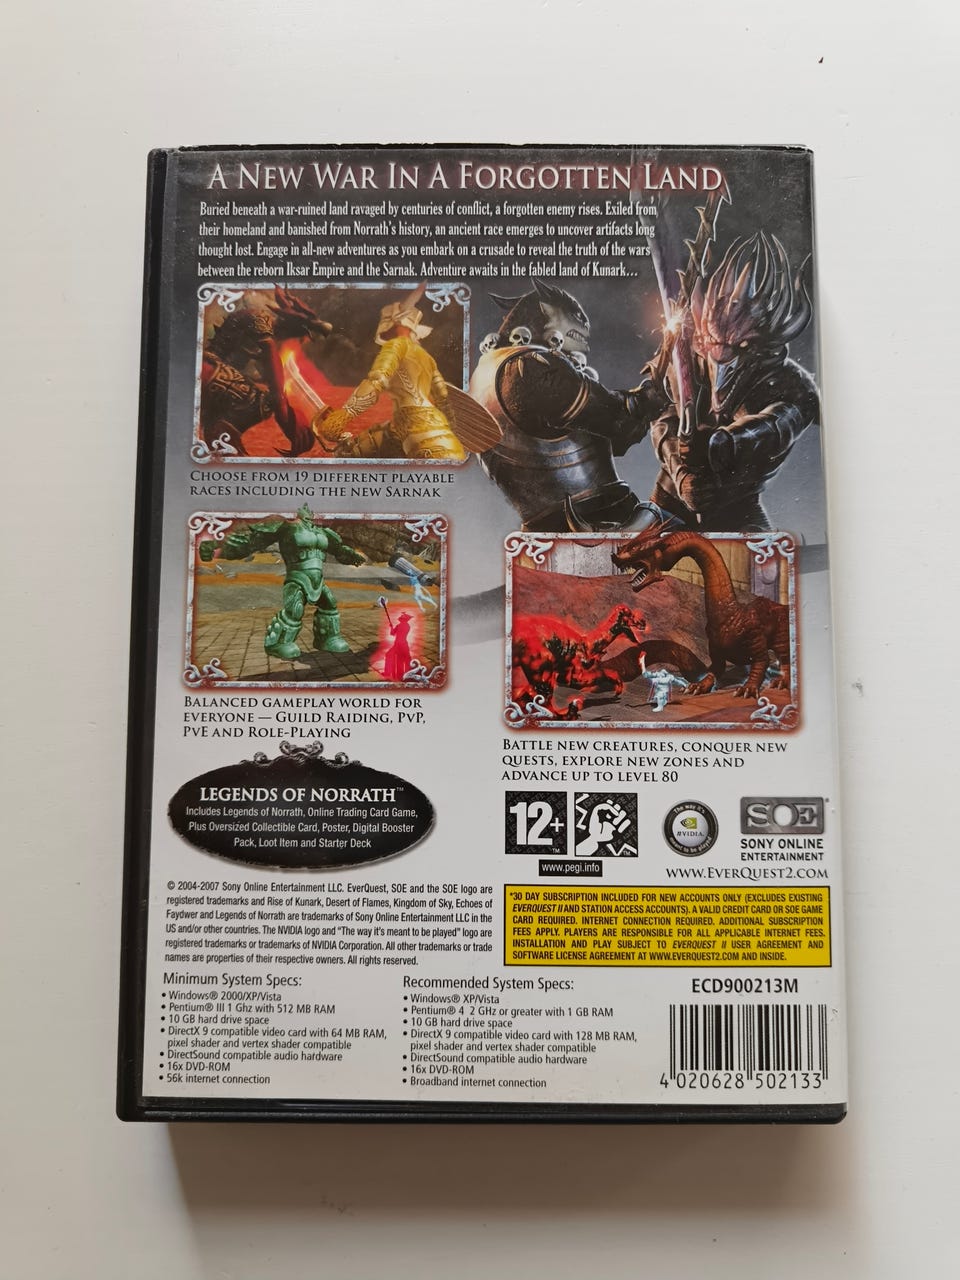 A NEW WAR IN A FORGOTTEN LAND
Buried beneath a war-ruined land ravaged by centuries of conflict, a forgotten enemy rises. Exiled from
their homeland and banished from Norrath's history, an ancient race emerges to uncover artifacts long
thought lost. Engage in all-new adventures as you embark on a crusade to reveal the truth of the wars
between the reborn Iksar Empire and the Sarnak. Adventure awaits in the fabled land of Kunark...
CHOOSE FROM 19 DIFFERENT PLAYABLE
RACES INCLUDING THE NEW SARNAK
BALANCED GAMEPLAY WORLD FOR
EVERYONE — GUILD RAIDING, PVP,
PVE AND ROLE-PLAYING
BATTLE NEW CREATURES, CONQUER NEW
QUESTS, EXPLORE NEW ZONES AND
ADVANCE UP TO LEVEL 80
LEGENDS OF NORRATH™
Includes Legends of Norrath, Online Trading Card Game,
Plus Oversized Collectible Card, Poster, Digital Booster
Pack, Loot Item and Starter Deck
12+™
™
www.pegi.info
The way it's
NVIDIA.
meant to be played
SOE®
SONY ONLINE
ENTERTAINMENT
WWW.EVERQUEST2.COM
© 2004-2007 Sony Online Entertainment LLC. EverQuest, SOE and the SOE logo are
registered trademarks and Rise of Kunark, Desert of Flames, Kingdom of Sky, Echoes of
Faydwer and Legends of Norrath are trademarks of Sony Online Entertainment LLC in the
US and/or other countries. The NVIDIA logo and "The way it's meant to be played" logo are
registered trademarks or trademarks of NVIDIA Corporation. All other trademarks or trade
names are properties of their respective owners. All rights reserved.
*30 DAY SUBSCRIPTION INCLUDED FOR NEW ACCOUNTS ONLY (EXCLUDES EXISTING
EVERQUEST II AND STATION ACCESS ACCOUNTS). A VALID CREDIT CARD OR SOE GAME
CARD REQUIRED. INTERNET CONNECTION REQUIRED. ADDITIONAL SUBSCRIPTION
FEES APPLY. PLAYERS ARE RESPONSIBLE FOR ALL APPLICABLE INTERNET FEES.
INSTALLATION AND PLAY SUBJECT TO EVERQUEST II USER AGREEMENT AND
SOFTWARE LICENSE AGREEMENT AT WWW.EVERQUEST2.COM AND INSIDE.
Minimum System Specs:
• Windows® 2000/XP/Vista
• Pentium® III 1 Ghz with 512 MB RAM
• 10 GB hard drive space
• DirectX 9 compatible video card with 64 MB RAM,
pixel shader and vertex shader compatible
• DirectSound compatible audio hardware
• 16x DVD-ROM
• 56k internet connection
Recommended System Specs:
• Windows® XP/Vista
• Pentium® 4 2 GHz or greater with 1 GB RAM
• 10 GB hard drive space
• DirectX 9 compatible video card with 128 MB RAM,
pixel shader and vertex shader compatible
• DirectSound compatible audio hardware
• 16x DVD-ROM
• Broadband internet connection
ECD900213M
4 020628 502133